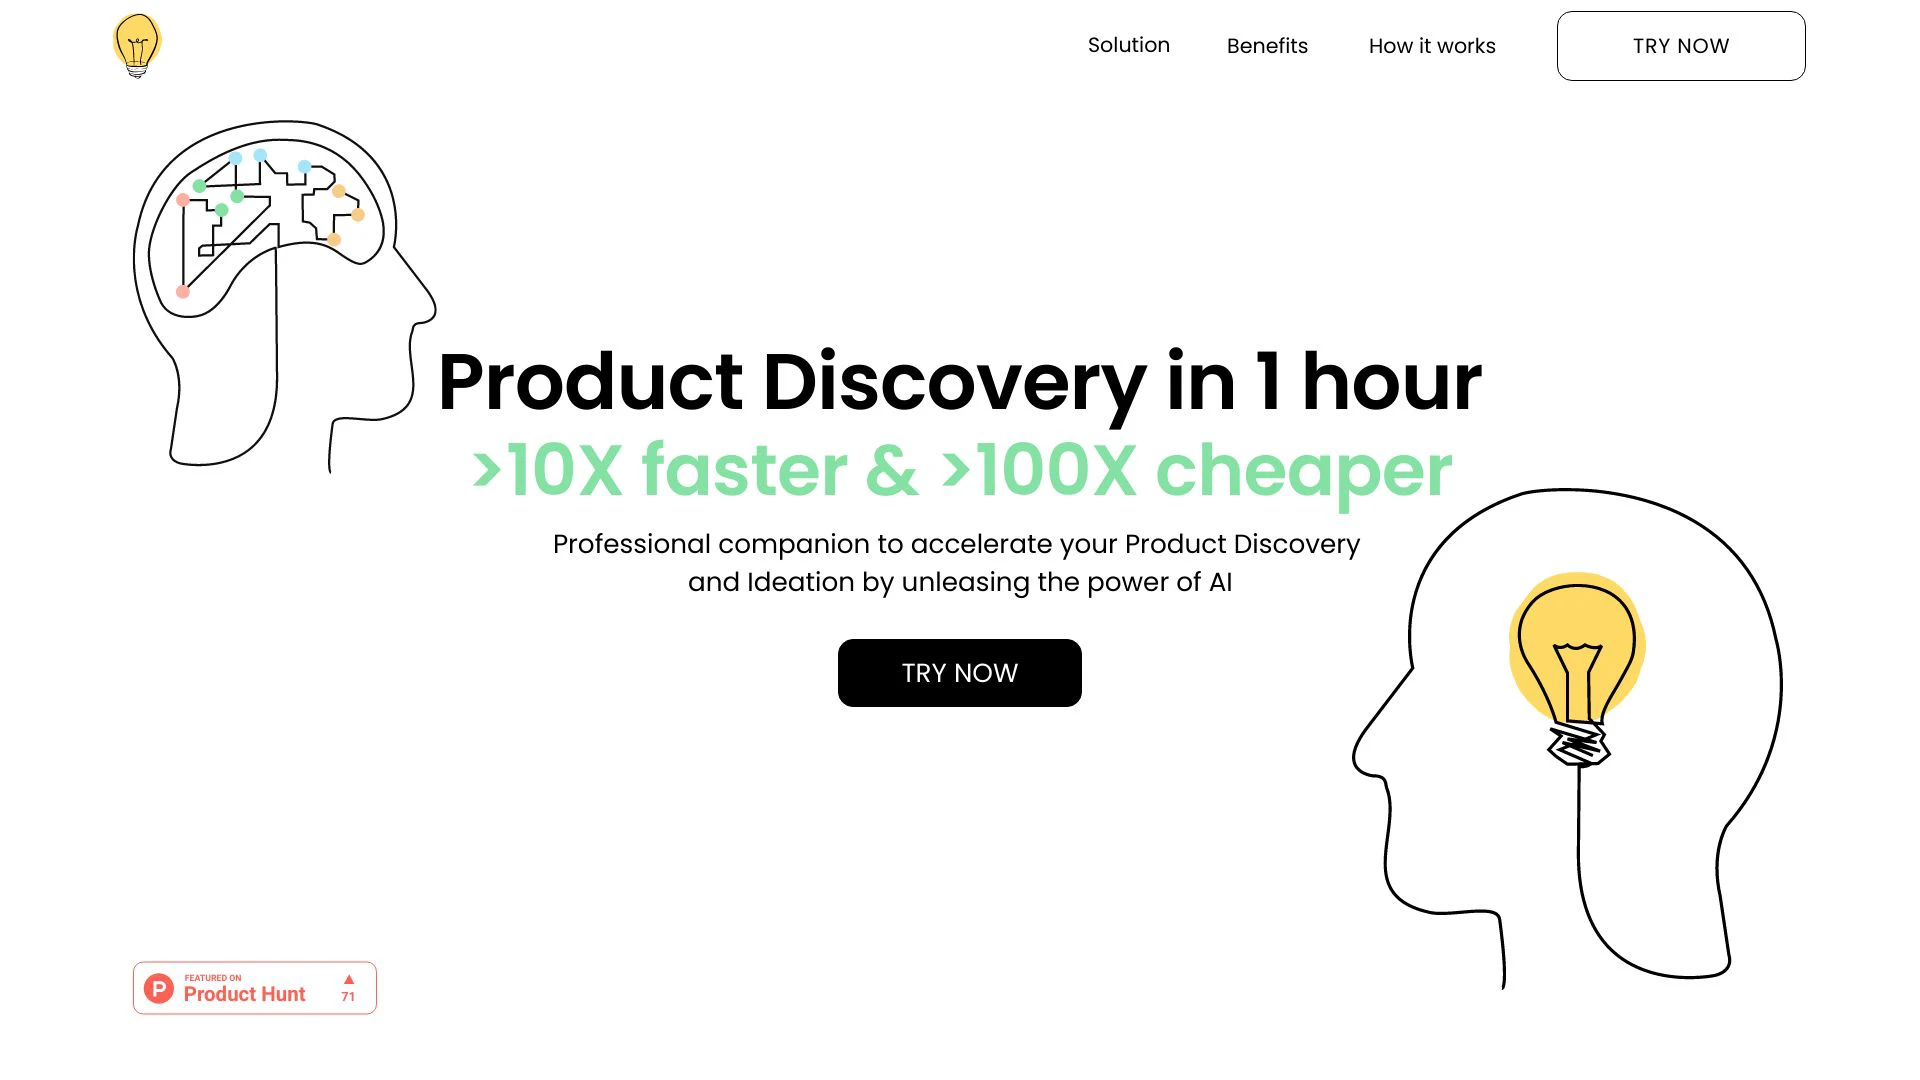 Solution
Benefits
How it works
TRY NOW
Product Discovery in 1 hour
>10X faster & >100X cheaper
Professional companion to accelerate your Product Discovery
and Ideation by unleasing the power of AI
TRY NOW
P
FEATURED ON
Product Hunt
▲
71